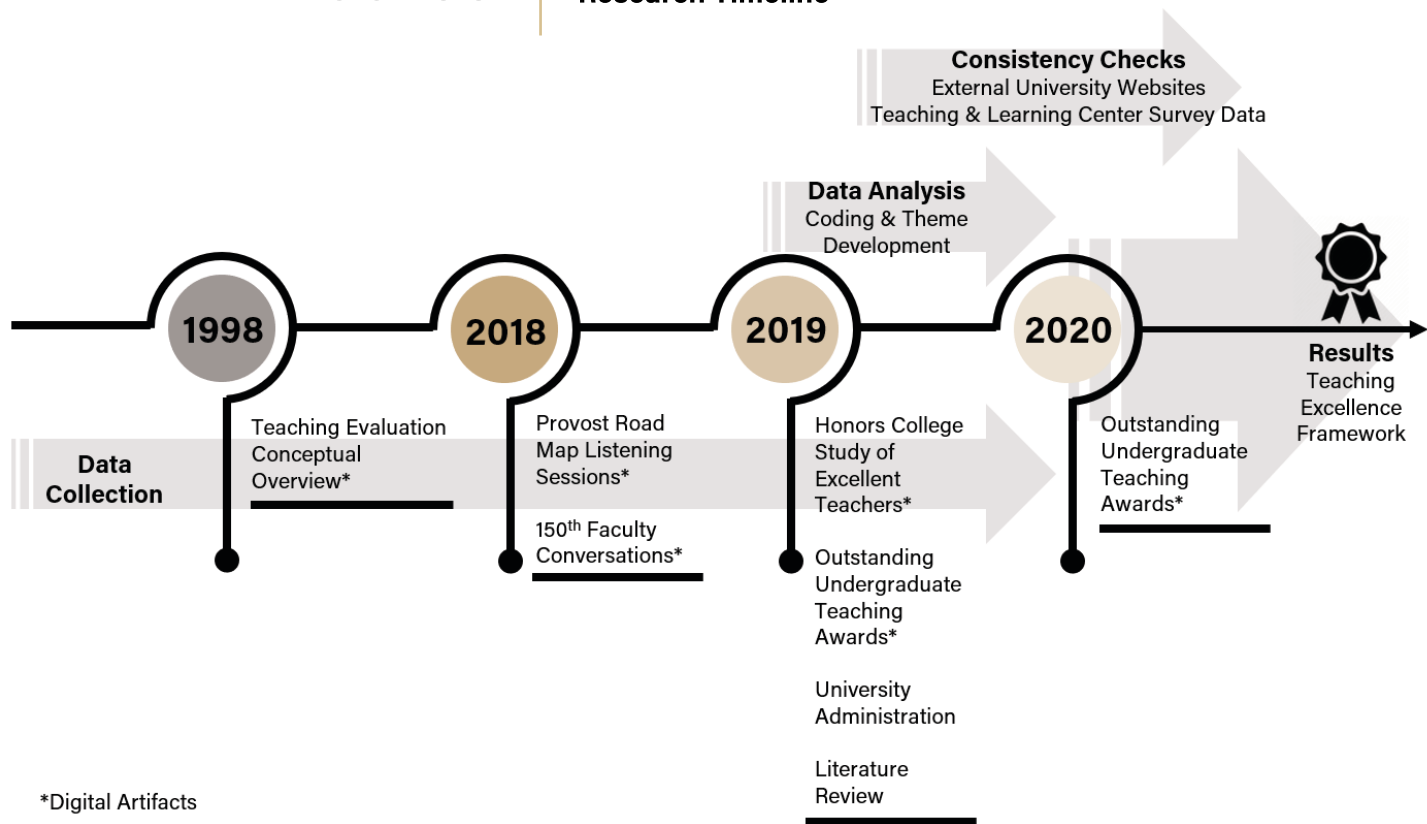 Research Timeline
Consistency Checks
External University Websites
Teaching & Learning Center Survey Data
Data Analysis
Coding & Theme
Development
1998
2018
2019
2020
Results
Teaching
Excellence
Framework
Data
Collection
Teaching Evaluation
Conceptual
Overview*
Provost Road
Map Listening
Sessions*
150th Faculty
Conversations*
Honors College
Study of
Excellent
Teachers*
Outstanding
Undergraduate
Teaching
Awards*
University
Administration
Literature
Review
Outstanding
Undergraduate
Teaching
Awards*
*Digital Artifacts